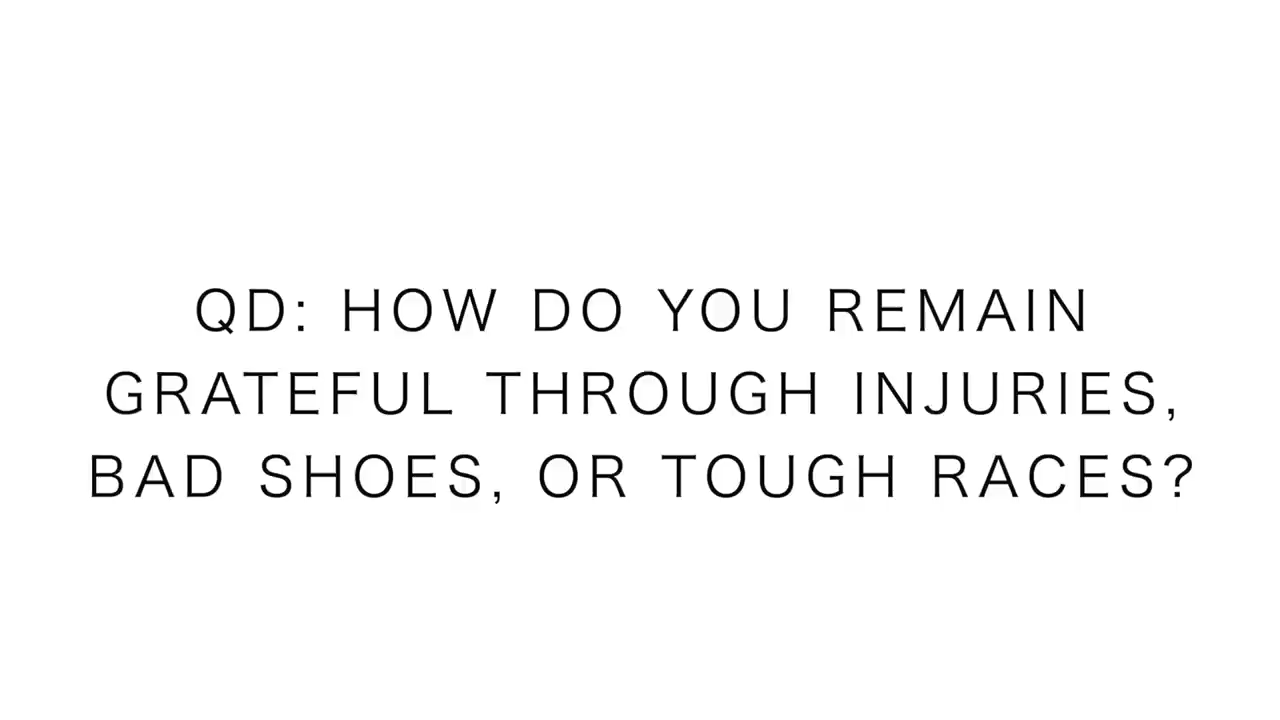 QD: HOW DO YOU REMAIN
GRATEFUL THROUGH INJURIES,
BAD SHOES, OR TOUGH RACES?